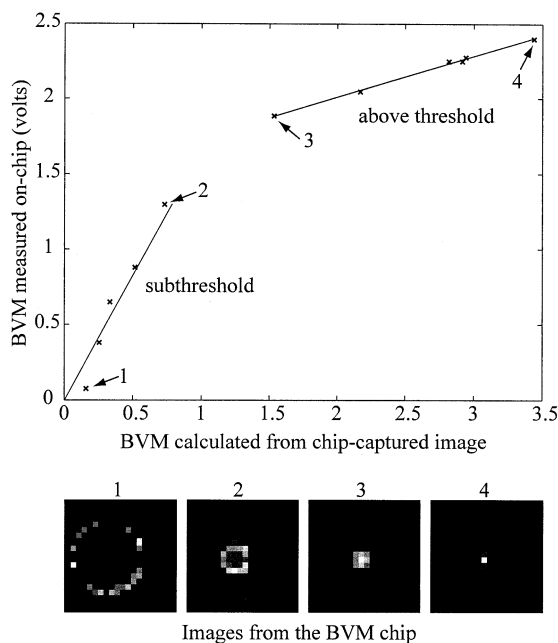 2.5
2
1.5
1
0.5
0
BVM measured on-chip (volts)
4
above threshold
3
2
subthreshold
1
0 0.5 1 1.5 2 2.5 3 3.5
BVM calculated from chip-captured image
1 2 3 4
Images from the BVM chip